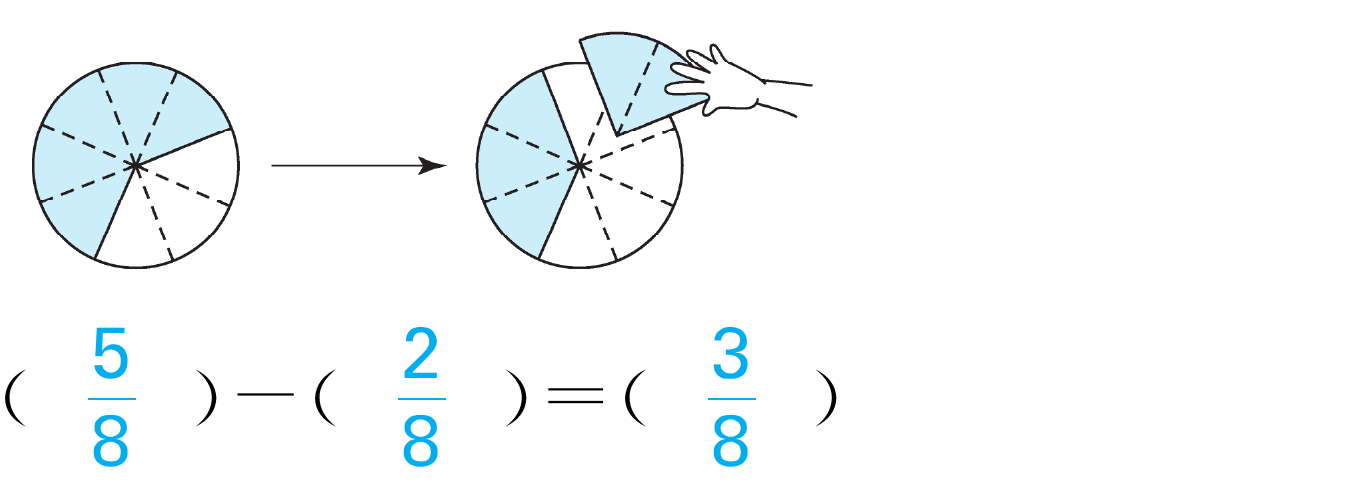 ( 5/8 ) — ( 2/8 ) = ( 3/8 )